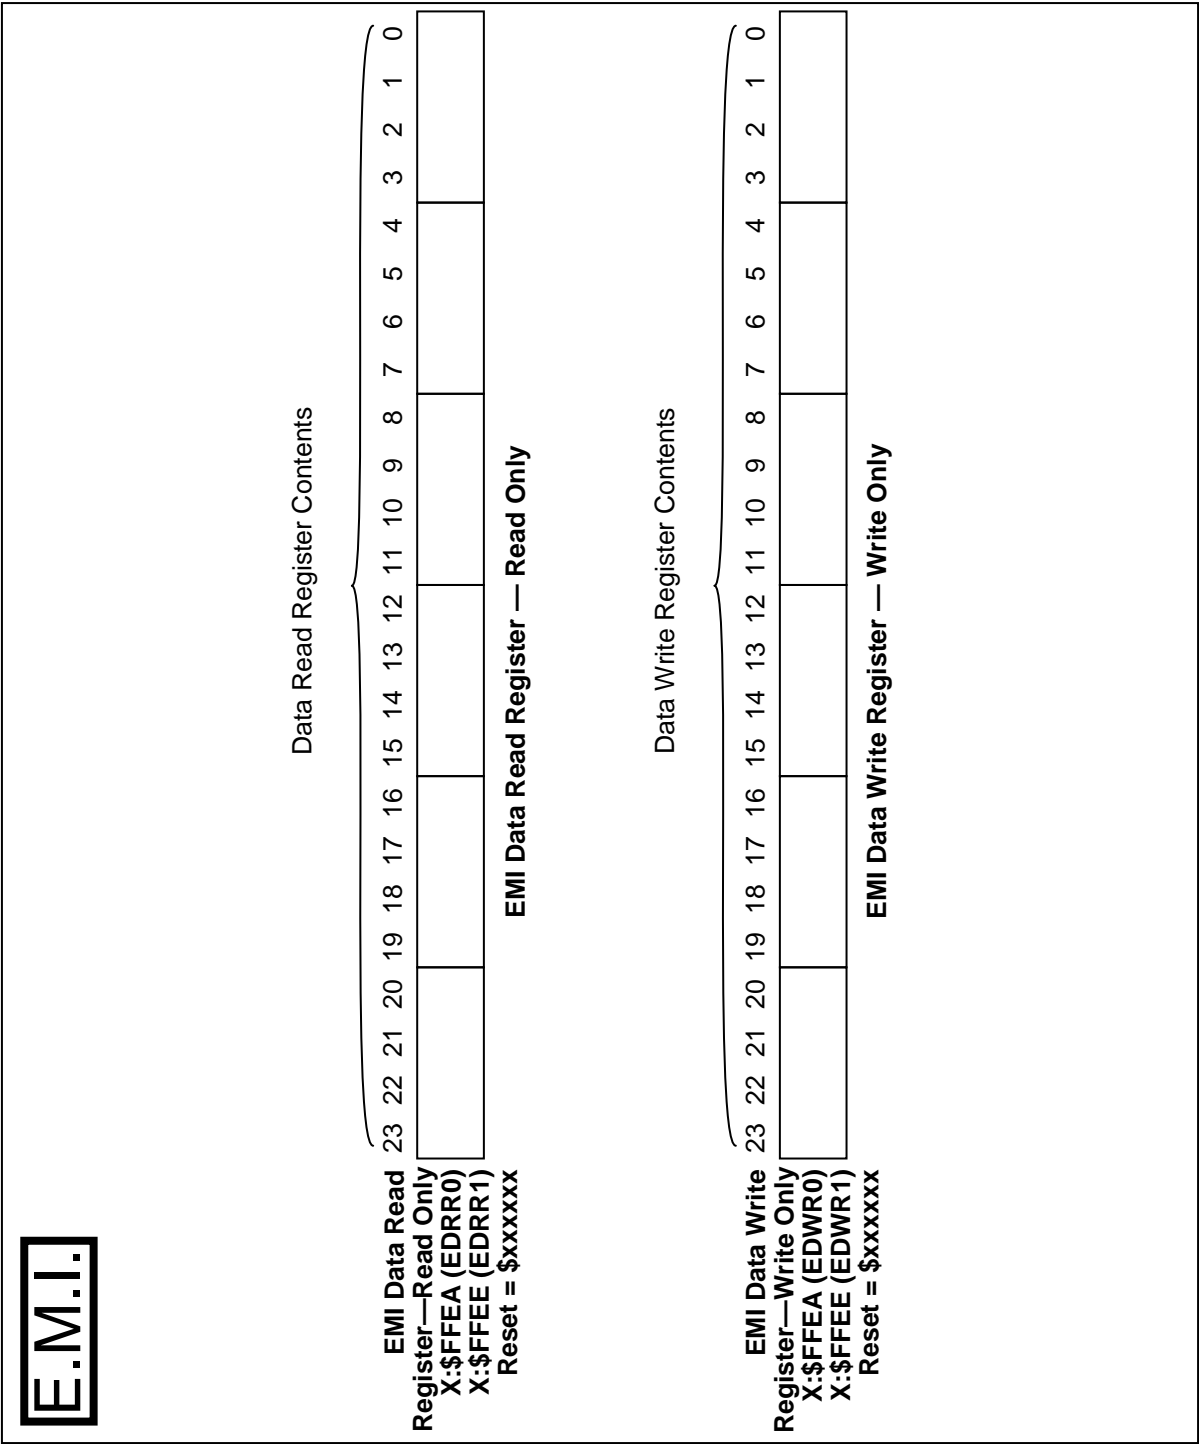 E.M.I.
Data Read Register Contents
EMI Data Read
Register—Read Only
X:$FFEA (EDRR0)
X:$FFEE (EDRR1)
Reset = $xxxxxx
23 22 21 20 19 18 17 16 15 14 13 12 11 10 9 8 7 6 5 4 3 2 1 0
EMI Data Read Register — Read Only
Data Write Register Contents
EMI Data Write
Register—Write Only
X:$FFEA (EDWR0)
X:$FFEE (EDWR1)
Reset = $xxxxxx
23 22 21 20 19 18 17 16 15 14 13 12 11 10 9 8 7 6 5 4 3 2 1 0
EMI Data Write Register — Write Only